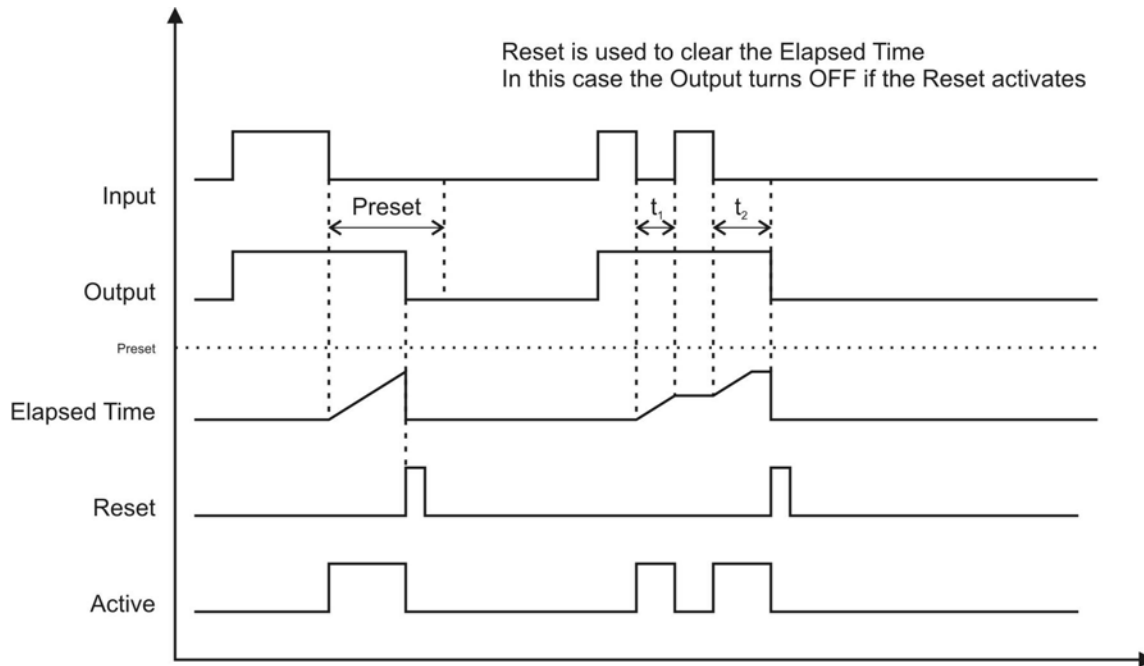 Reset is used to clear the Elapsed Time
In this case the Output turns OFF if the Reset activates
Input
Preset
t₁
t₂
Output
Preset
Elapsed Time
Reset
Active